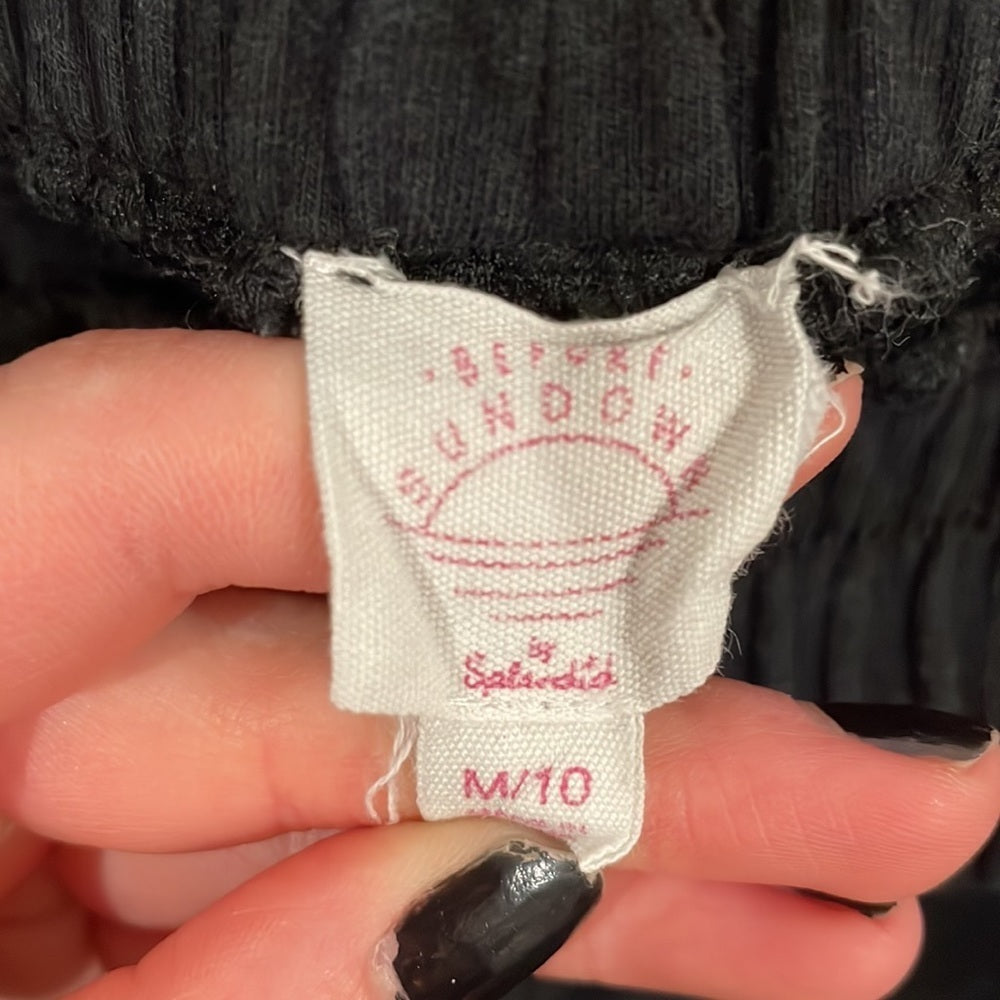 · BEFORE ·
SUNDOWN
by
Splendid
M/10